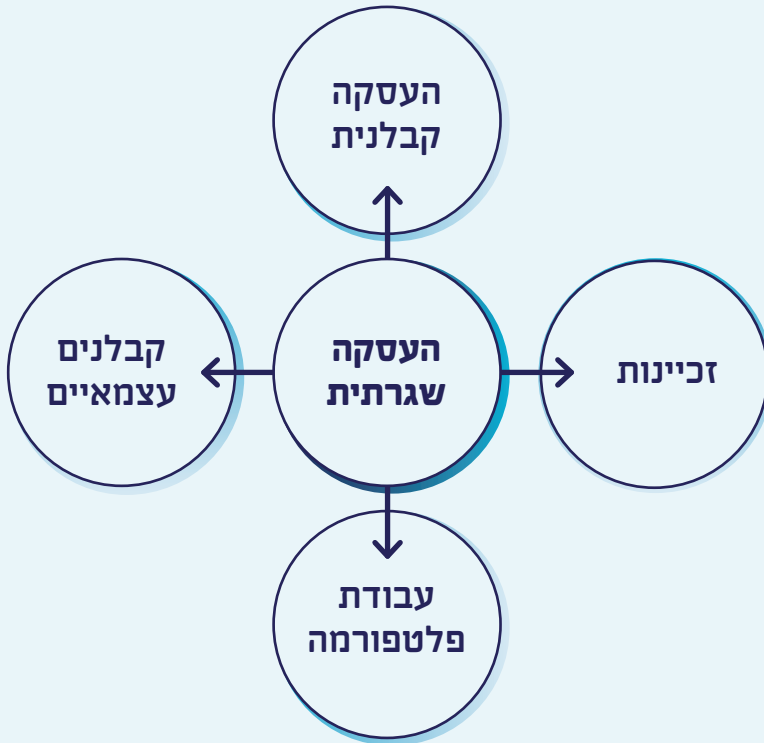 העסקה
קבלנית
זכיינות
העסקה
שגרתית
קבלנים
עצמאיים
עבודת
פלטפורמה